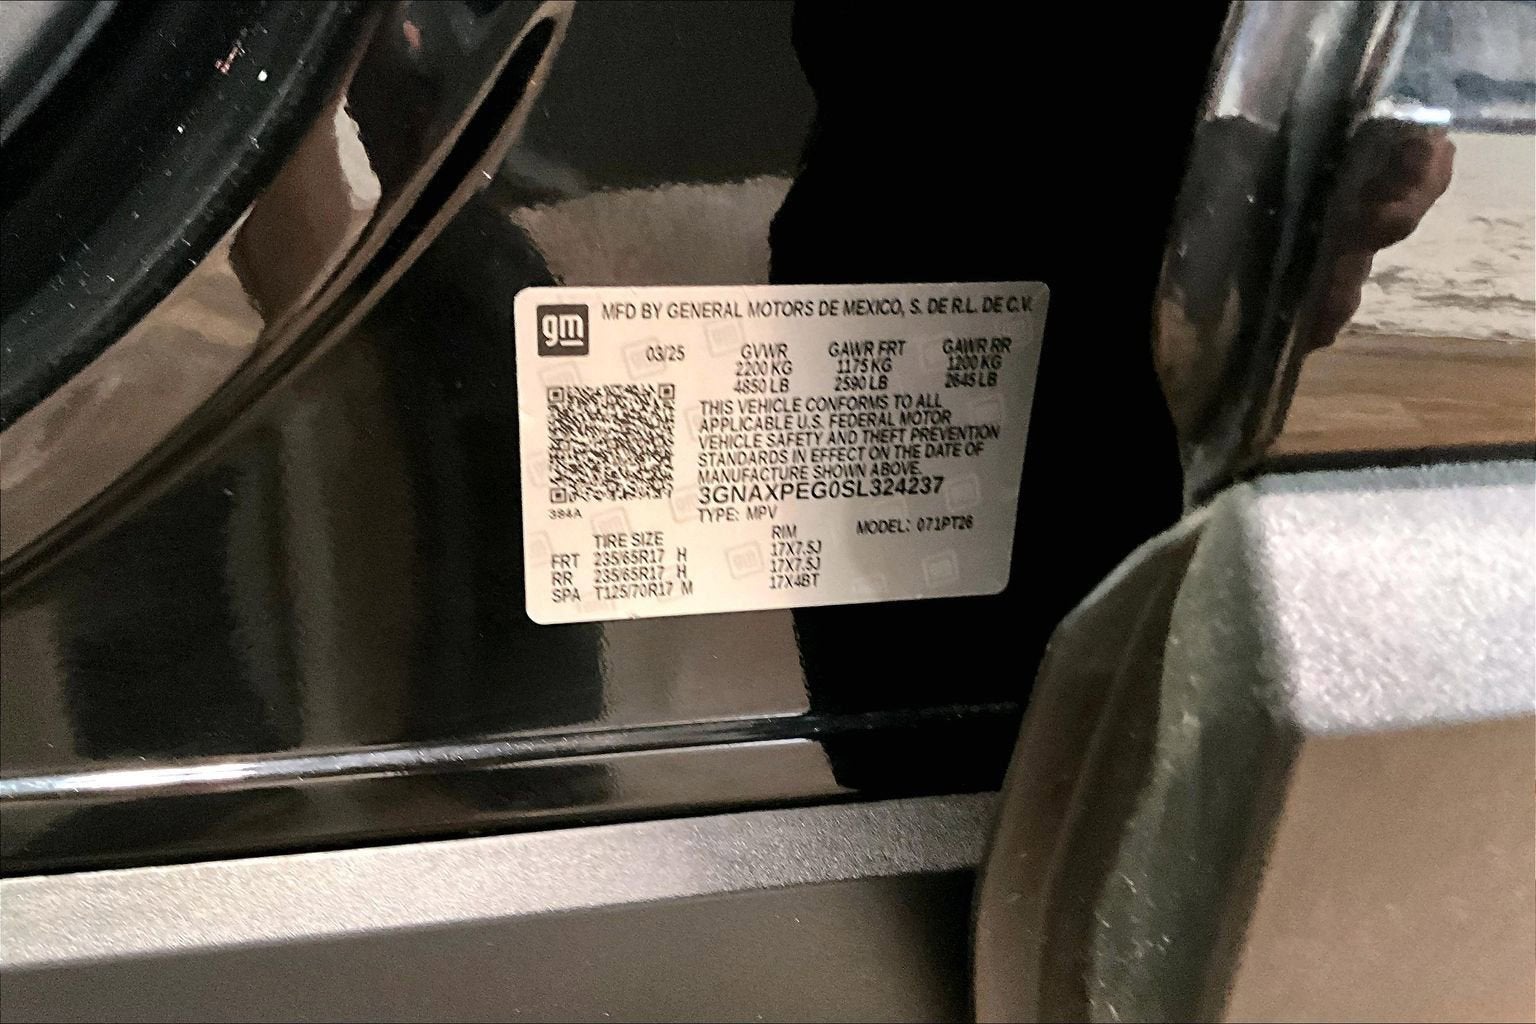 gm
MFD BY GENERAL MOTORS DE MEXICO, S. DE R.L. DE C.V.
03/25
GVWR GAWR FRT GAWR RR
2200 KG 1175 KG 1200 KG
4850 LB 2590 LB 2645 LB
THIS VEHICLE CONFORMS TO ALL
APPLICABLE U.S. FEDERAL MOTOR
VEHICLE SAFETY AND THEFT PREVENTION
STANDARDS IN EFFECT ON THE DATE OF
MANUFACTURE SHOWN ABOVE.
3GNAXPEG0SL324237
394A
TYPE: MPV
MODEL: 071PT26
TIRE SIZE RIM
FRT 235/65R17 H 17X7.5J
RR 235/65R17 H 17X7.5J
SPA T125/70R17 M 17X4BT